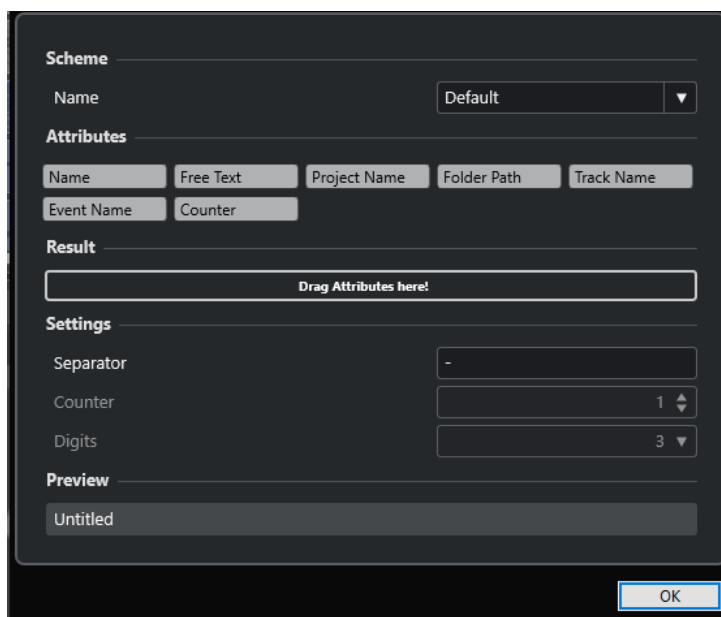 Scheme
Name Default
Attributes
Name Free Text Project Name Folder Path Track Name
Event Name Counter
Result
Drag Attributes here!
Settings
Separator -
Counter 1
Digits 3
Preview
Untitled
OK